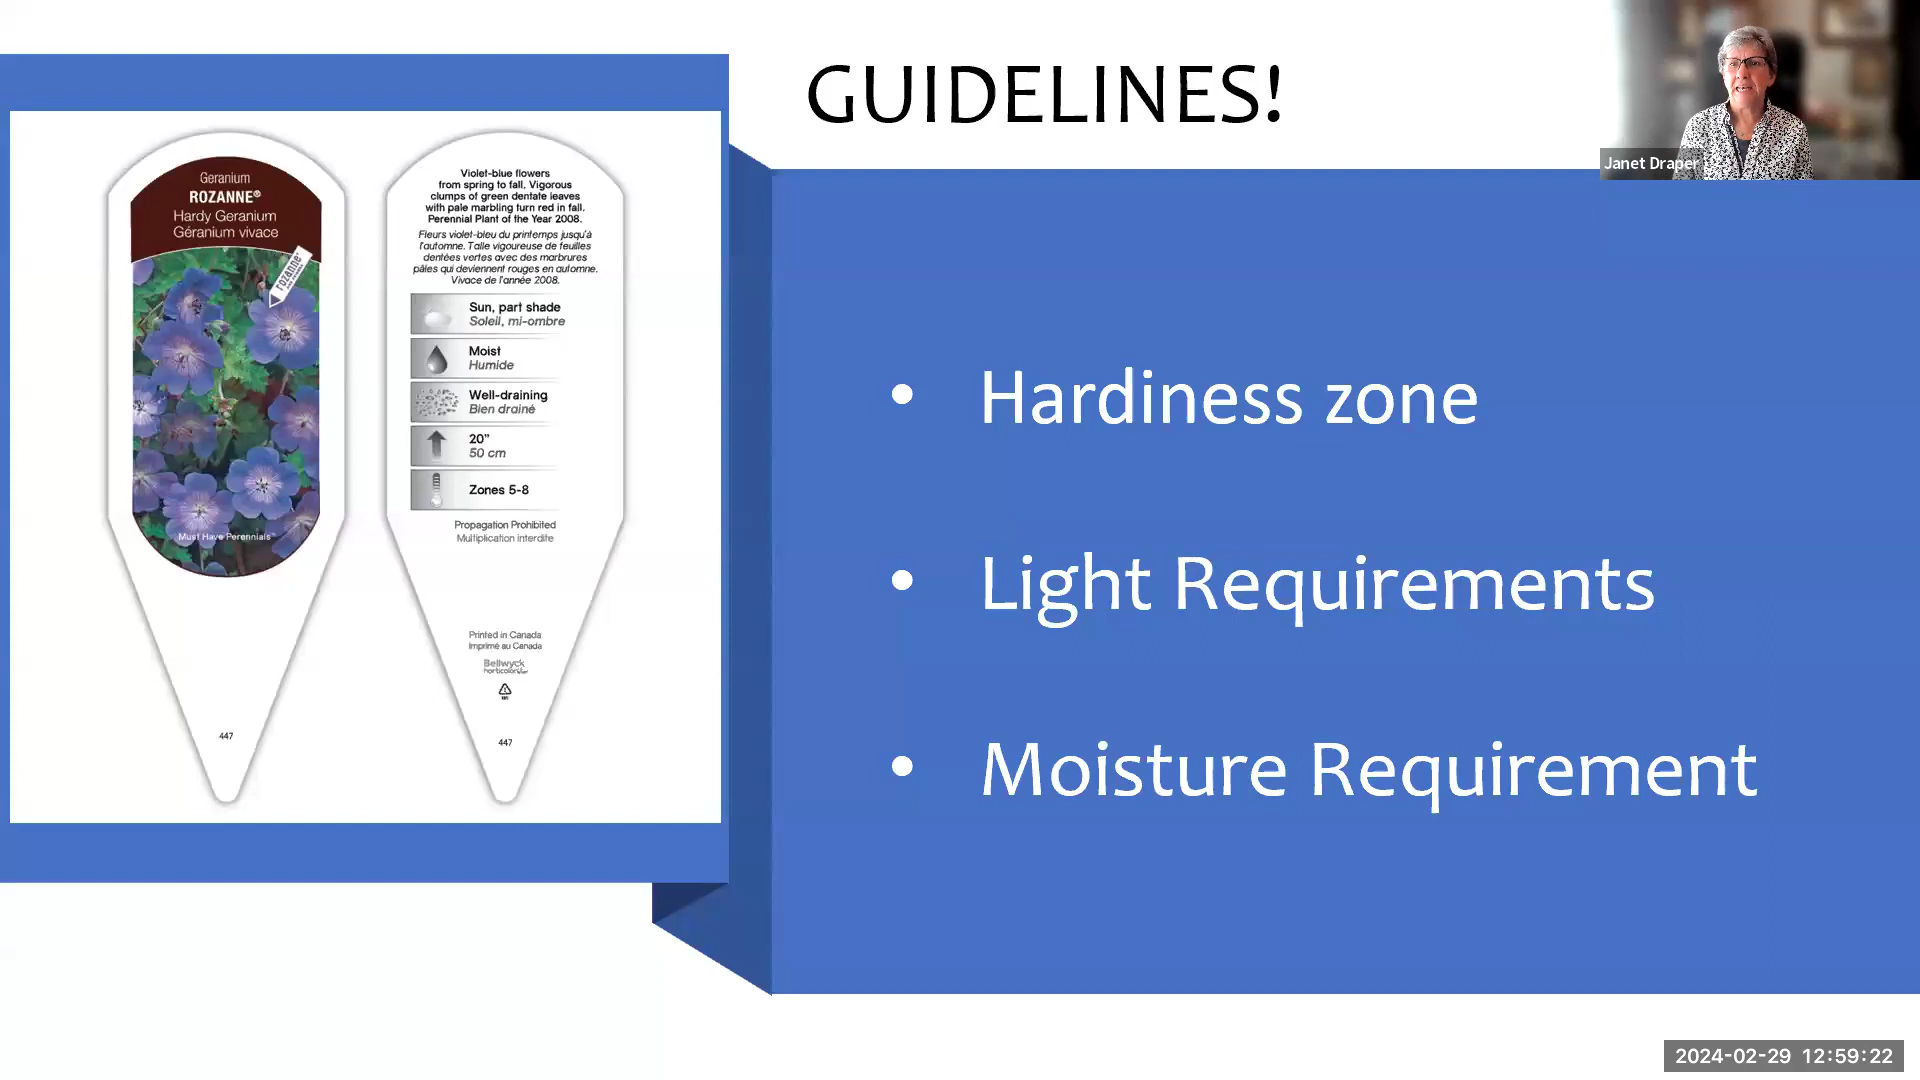 GUIDELINES!
Janet Draper
Geranium
ROZANNE®
Hardy Geranium
Géranium vivace
rozanne
Must Have Perennials™
447
Violet-blue flowers
from spring to fall. Vigorous
clumps of green dentate leaves
with pale marbling turn red in fall.
Perennial Plant of the Year 2008.
Fleurs violet-bleu du printemps jusqu'à
l'automne. Talle vigoureuse de feuilles
dentées vertes avec des marbrures
pâles qui deviennent rouges en automne.
Vivace de l'année 2008.
Sun, part shade
Soleil, mi-ombre
Moist
Humide
Well-draining
Bien drainé
20”
50 cm
Zones 5-8
Propagation Prohibited
Multiplication interdite
Printed in Canada
Imprimé au Canada
Bellwyck
447
• Hardiness zone
• Light Requirements
• Moisture Requirement
2024-02-29 12:59:22